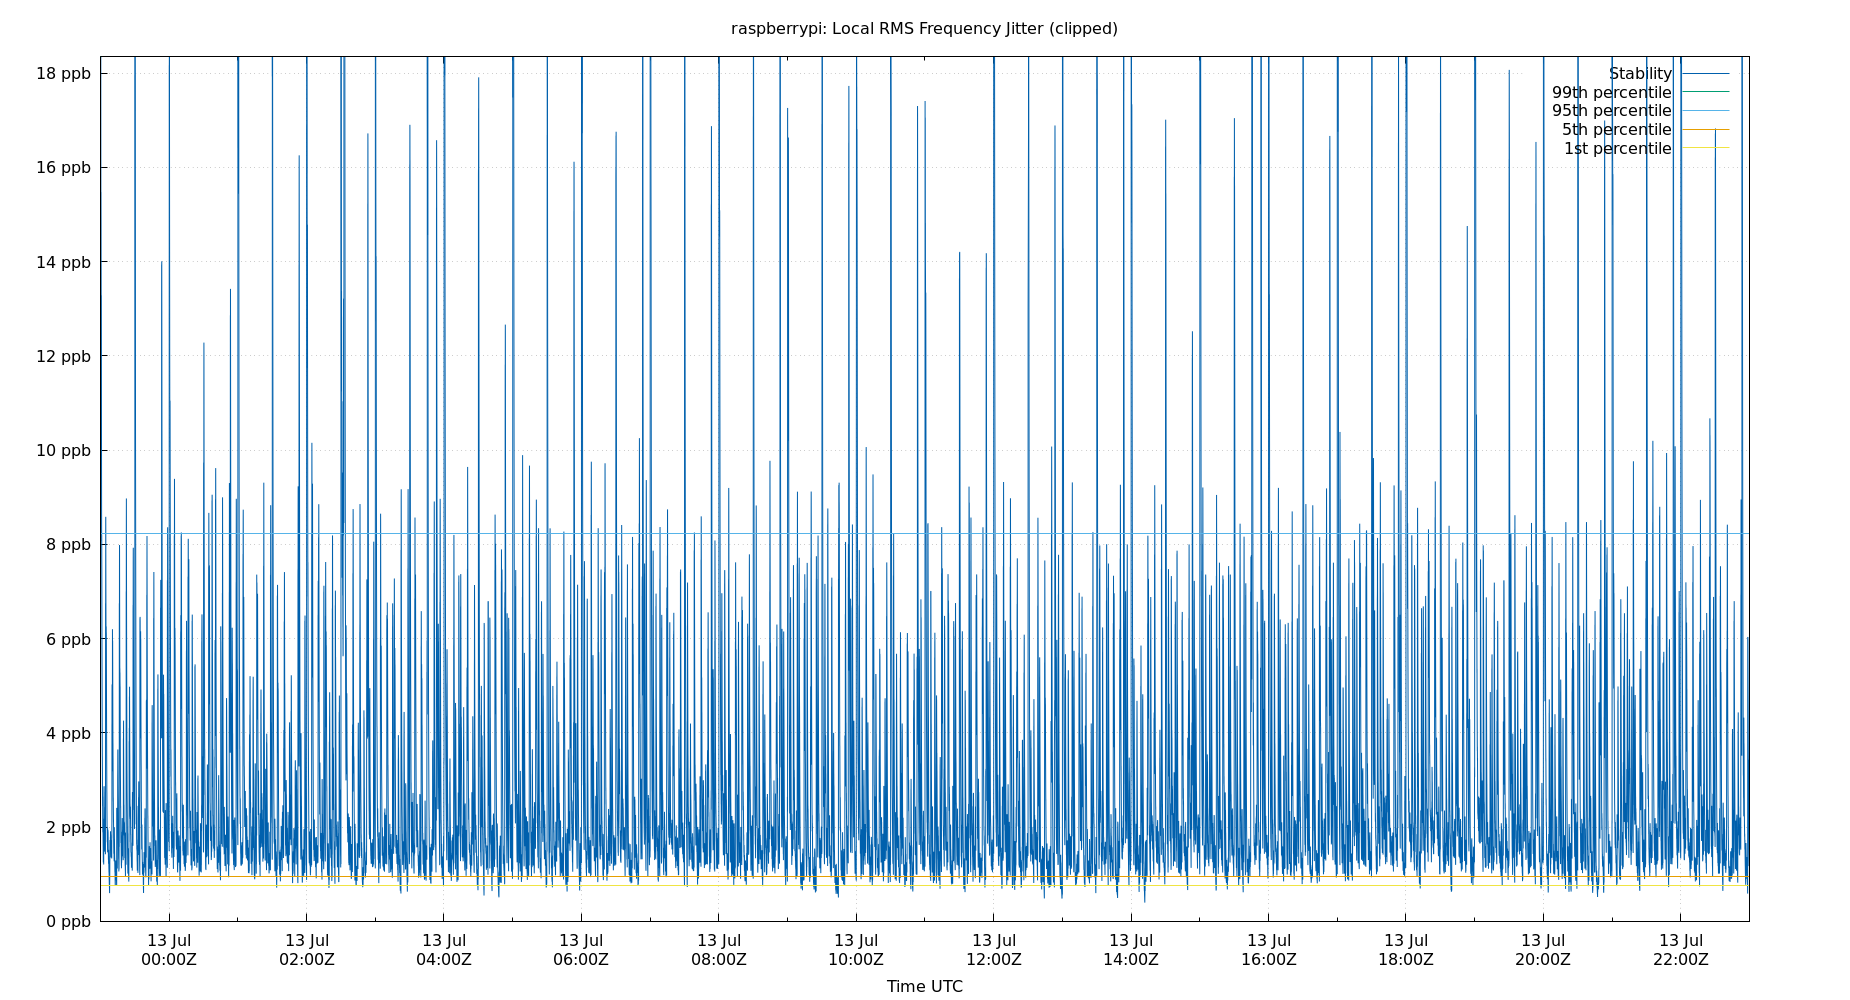 raspberrypi: Local RMS Frequency Jitter (clipped)
18 ppb
16 ppb
14 ppb
12 ppb
10 ppb
8 ppb
6 ppb
4 ppb
2 ppb
0 ppb
Stability
99th percentile
95th percentile
5th percentile
1st percentile
13 Jul 13 Jul 13 Jul 13 Jul 13 Jul 13 Jul 13 Jul 13 Jul 13 Jul 13 Jul 13 Jul 13 Jul
00:00Z 02:00Z 04:00Z 06:00Z 08:00Z 10:00Z 12:00Z 14:00Z 16:00Z 18:00Z 20:00Z 22:00Z
Time UTC